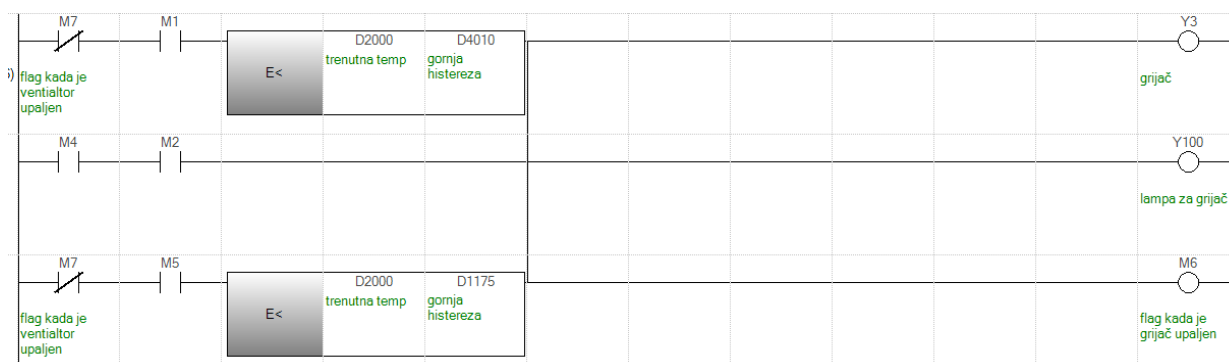 M7 M1 Y3
E< D2000 D4010
trenutna temp gornja
histereza
) flag kada je
ventialtor
upaljen
grijač
M4 M2 Y100
lampa za grijač
M7 M5 M6
E< D2000 D1175
trenutna temp gornja
histereza
flag kada je
ventialtor
upaljen
flag kada je
grijač upaljen